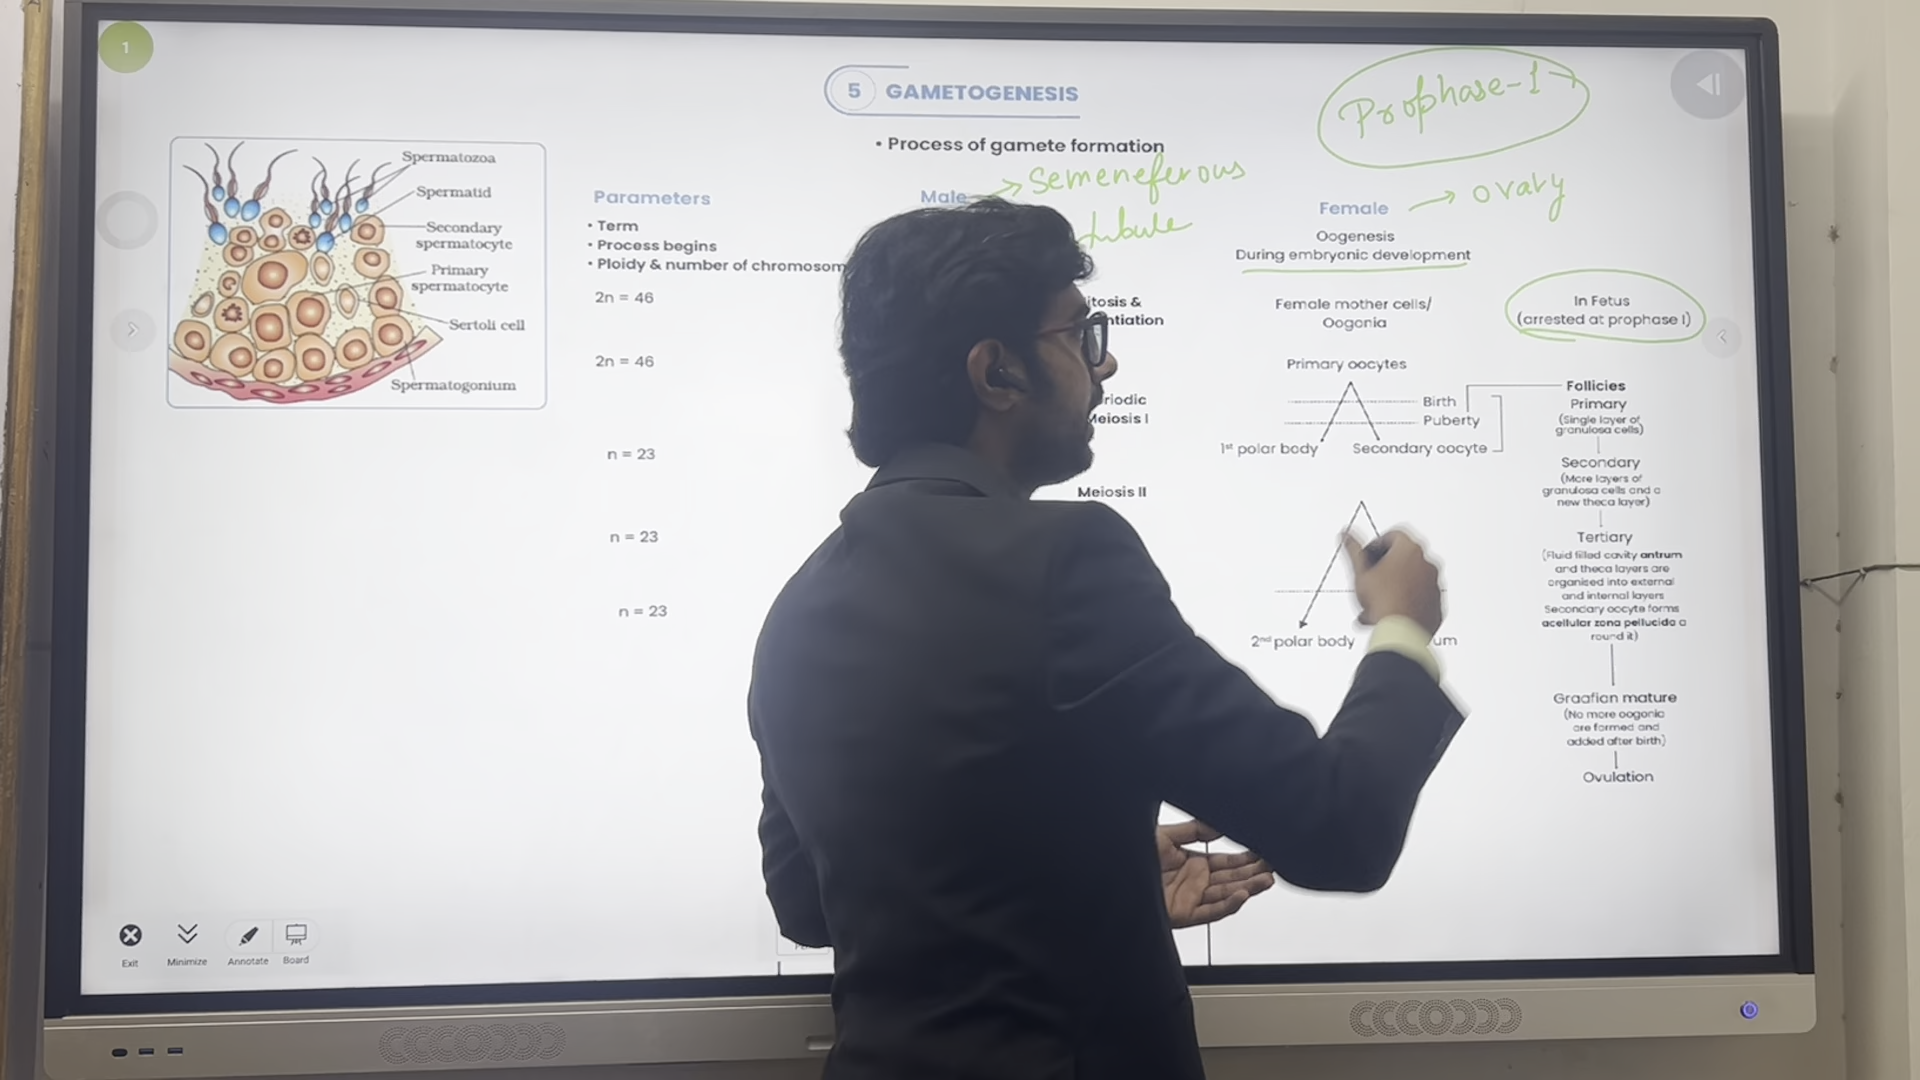 1
5 GAMETOGENESIS
Prophase-1
• Process of gamete formation
Spermatozoa
Spermatid
Secondary
spermatocyte
Primary
spermatocyte
Sertoli cell
Spermatogonium
Parameters
• Term
• Process begins
• Ploidy & number of chromosom
2n = 46
2n = 46
n = 23
n = 23
n = 23
Male → Semeneferous
tubule
itosis &
ntiation
riodic
Meiosis I
Meiosis II
Female → ovary
Oogenesis
During embryonic development
Female mother cells/
Oogonia
Primary oocytes
Birth
Puberty
1st polar body
Secondary oocyte
2nd polar body
um
In Fetus
(arrested at prophase I)
Follicies
Primary
(Single layer of
granulosa cells)
Secondary
(More layers of
granulosa cells and a
new theca layer)
Tertiary
(Fluid filled cavity antrum
and theca layers are
organised into external
and internal layers
Secondary oocyte forms
acellular zona pellucida a
round it)
Graafian mature
(No more oogonia
are formed and
added after birth)
Ovulation
Exit
Minimize
Annotate
Board